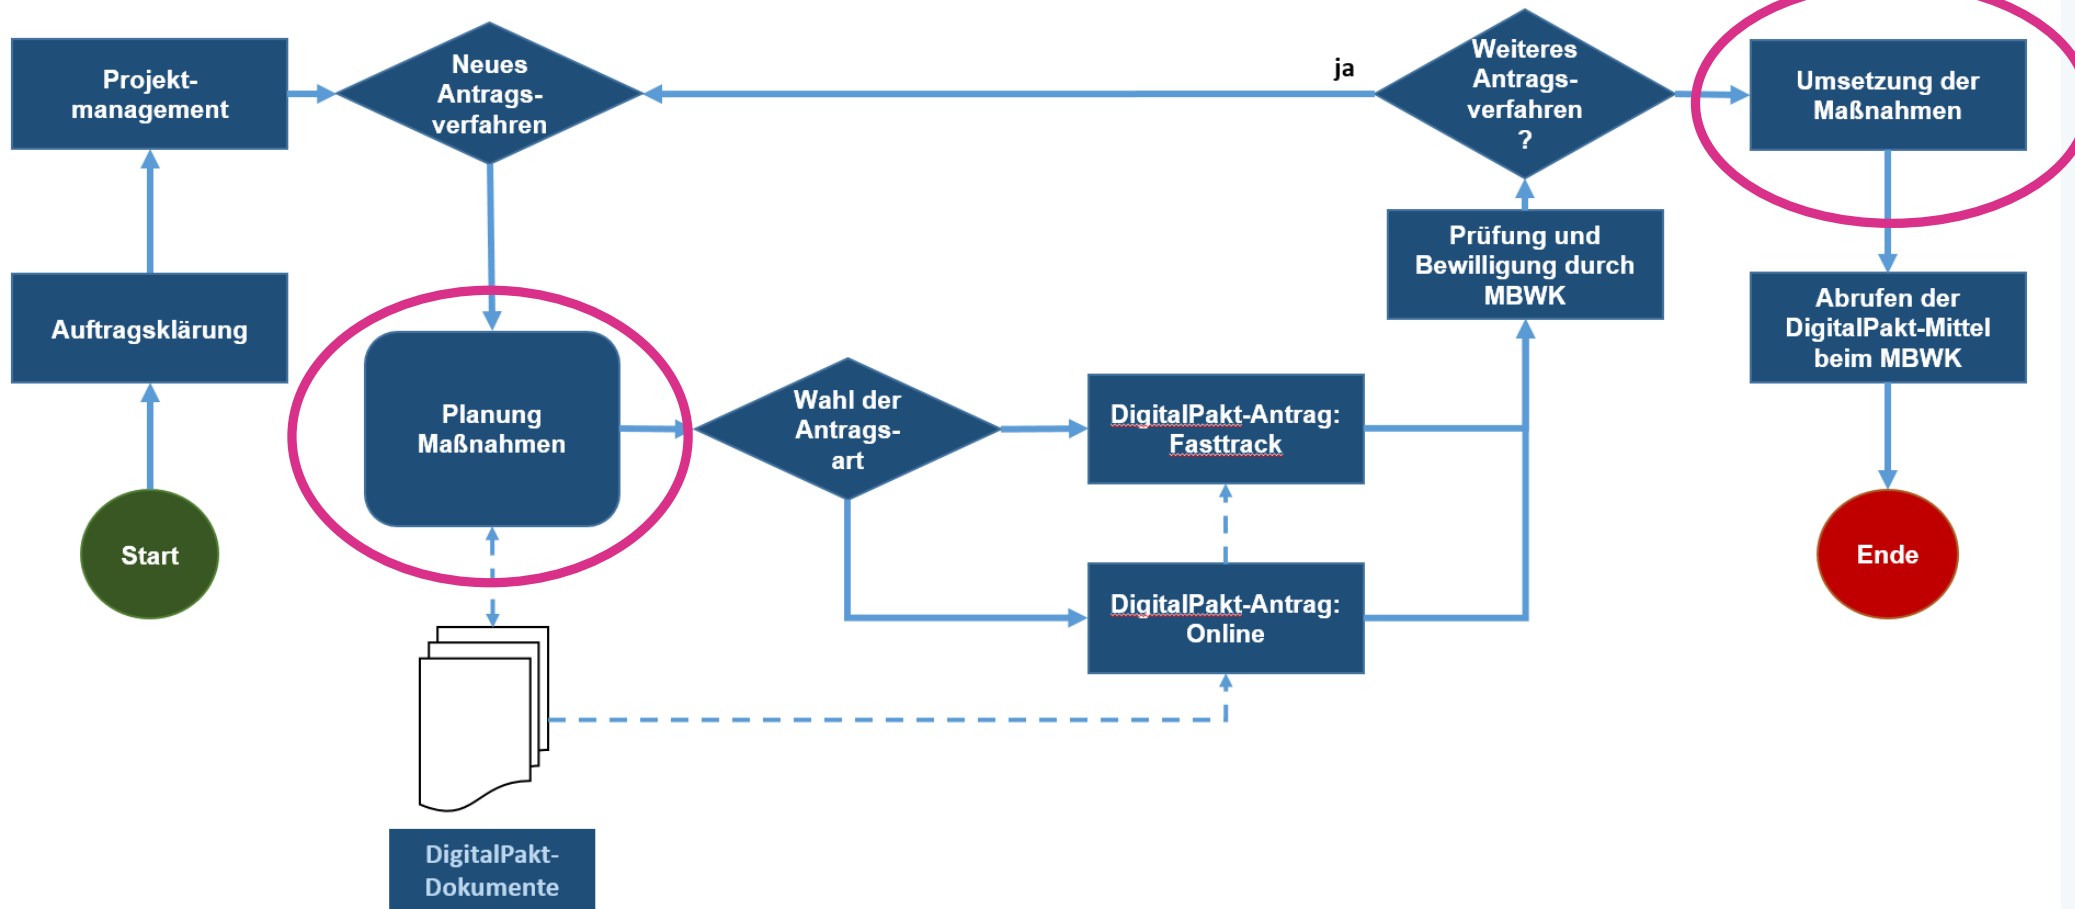 Projekt-
management
Neues
Antrags-
verfahren
ja
Weiteres
Antrags-
verfahren
?
Umsetzung der
Maßnahmen
Auftragsklärung
Prüfung und
Bewilligung durch
MBWK
Abrufen der
DigitalPakt-Mittel
beim MBWK
Planung
Maßnahmen
Wahl der
Antrags-
art
DigitalPakt-Antrag:
Fasttrack
Start
DigitalPakt-Antrag:
Online
Ende
DigitalPakt-
Dokumente